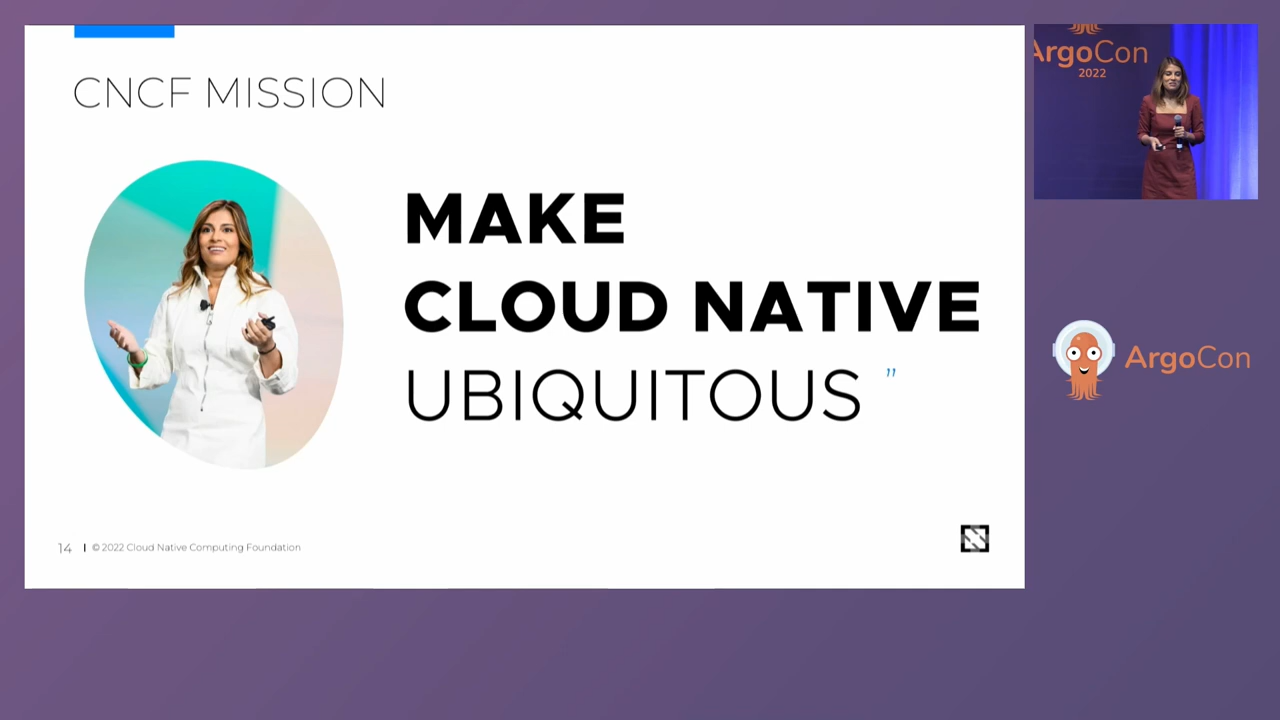 CNCF MISSION
MAKE
CLOUD NATIVE
UBIQUITOUS ”
14 | © 2022 Cloud Native Computing Foundation
ArgoCon
2022
ArgoCon